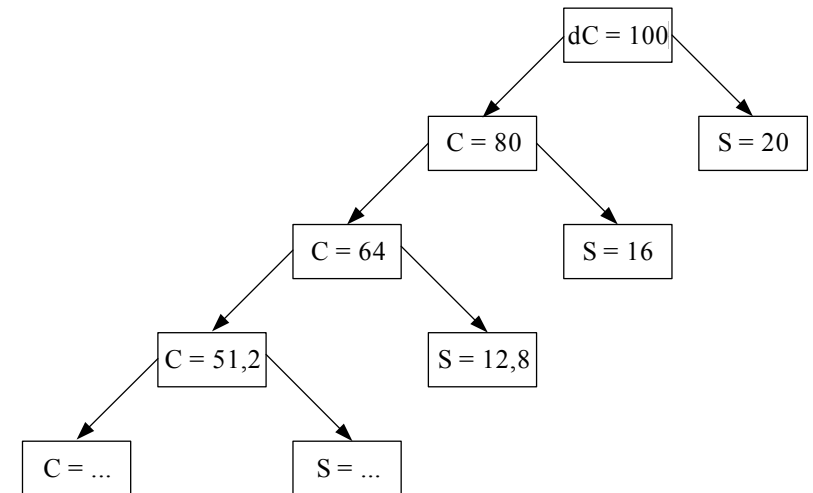 dC = 100
C = 80
S = 20
C = 64
S = 16
C = 51,2
S = 12,8
C = ...
S = ...